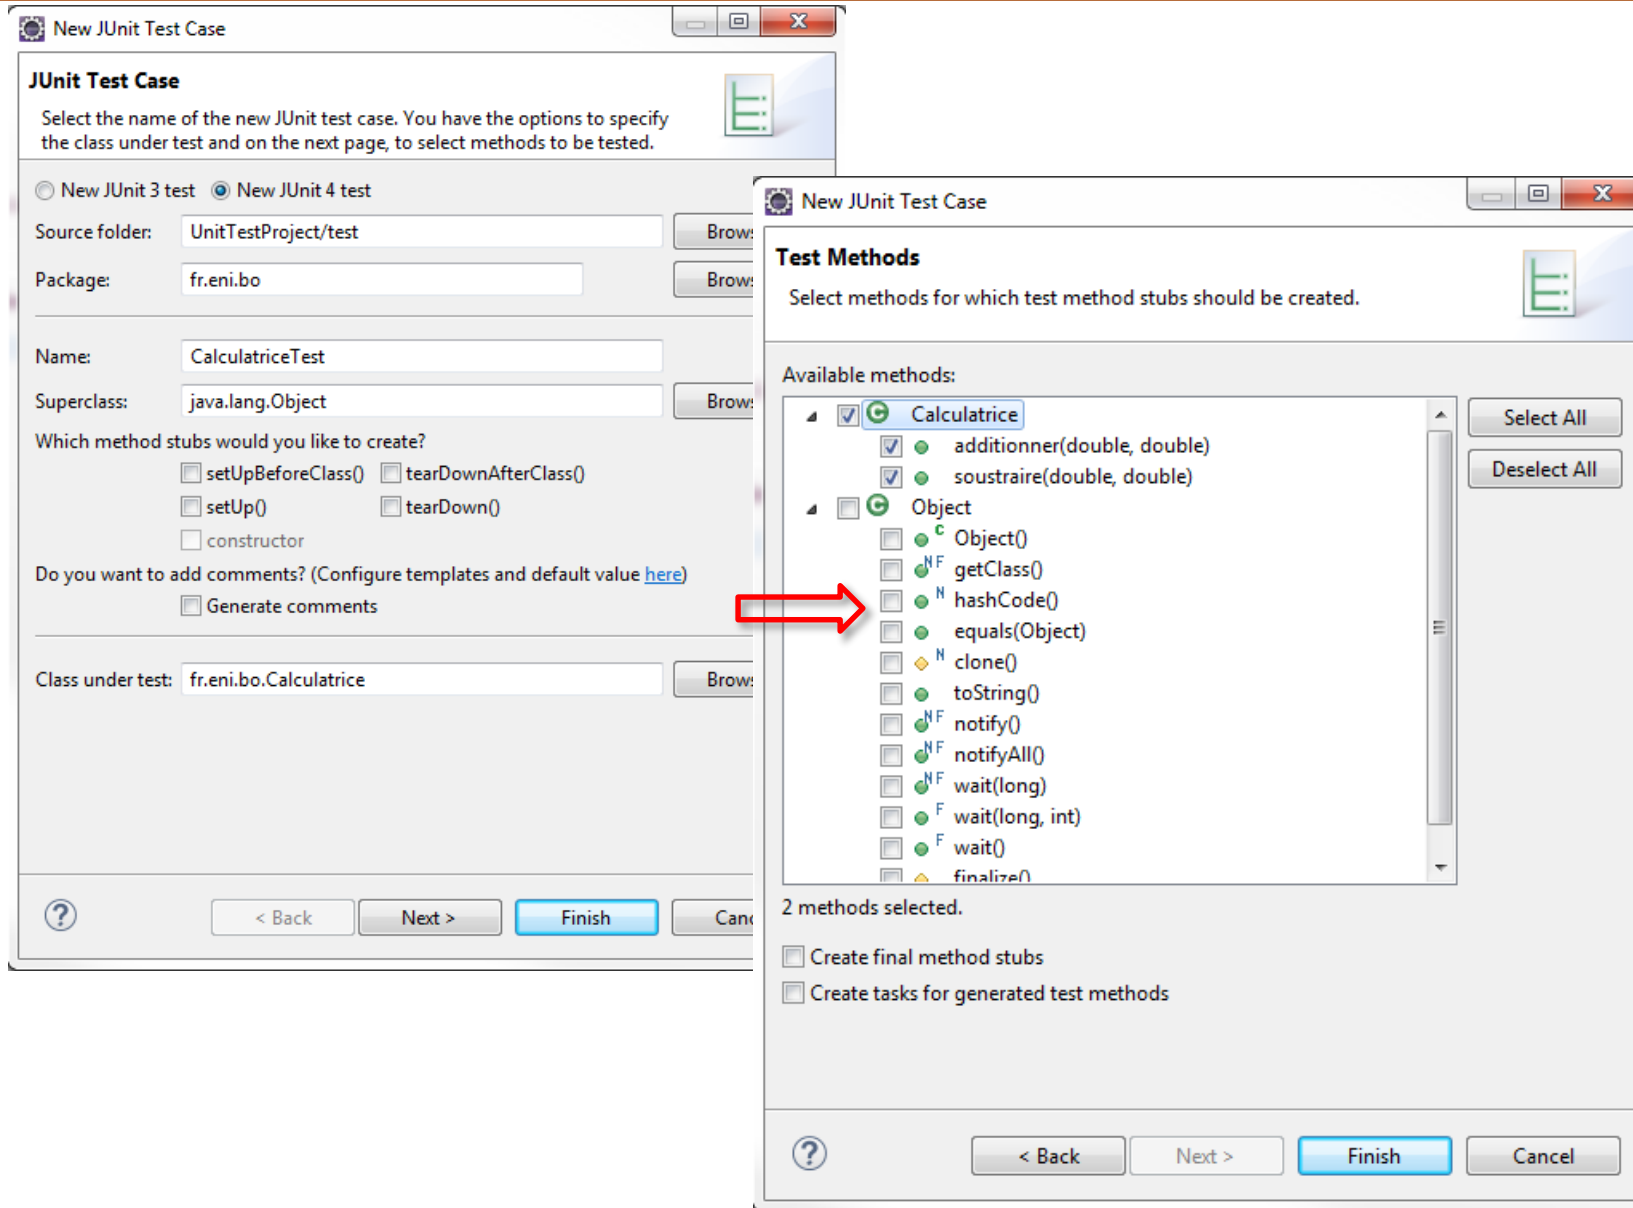 New JUnit Test Case
JUnit Test Case
Select the name of the new JUnit test case. You have the options to specify
the class under test and on the next page, to select methods to be tested.
New JUnit 3 test New JUnit 4 test
Source folder: UnitTestProject/test
Package: fr.eni.bo
Name: CalculatriceTest
Superclass: java.lang.Object
Which method stubs would you like to create?
setUpBeforeClass() tearDownAfterClass()
setUp() tearDown()
constructor
Do you want to add comments? (Configure templates and default value here)
Generate comments
Class under test: fr.eni.bo.Calculatrice
? < Back Next > Finish
New JUnit Test Case
Test Methods
Select methods for which test method stubs should be created.
Available methods:
C Calculatrice
additionner(double, double)
soustraire(double, double)
C Object
C Object()
N F getClass()
N hashCode()
equals(Object)
N clone()
toString()
N F notify()
N F notifyAll()
N F wait(long)
F wait(long, int)
F wait()
finalize()
Select All
Deselect All
2 methods selected.
Create final method stubs
Create tasks for generated test methods
? < Back Next > Finish Cancel